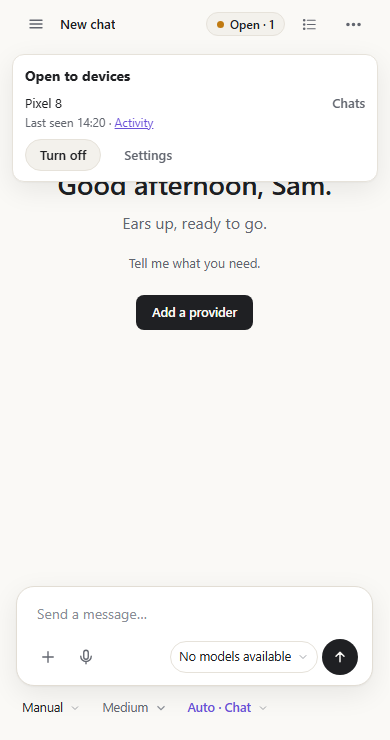 New chat
Open · 1
Open to devices
Pixel 8 Chats
Last seen 14:20 · Activity
Turn off Settings
Good afternoon, Sam.
Ears up, ready to go.
Tell me what you need.
Add a provider
Send a message...
No models available
Manual Medium Auto · Chat